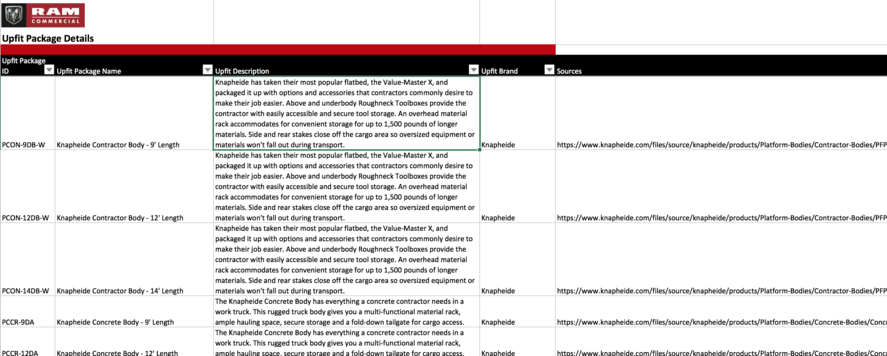 RAM
COMMERCIAL
Upfit Package Details
Upfit Package
ID Upfit Package Name Upfit Description Upfit Brand Sources
Knapheide has taken their most popular flatbed, the Value-Master X, and
packaged it up with options and accessories that contractors commonly desire to
make their job easier. Above and underbody Roughneck Toolboxes provide the
contractor with easily accessible and secure tool storage. An overhead material
rack accommodates for convenient storage for up to 1,500 pounds of longer
materials. Side and rear stakes close off the cargo area so oversized equipment or
PCON-9DB-W Knapheide Contractor Body - 9' Length materials won't fall out during transport. Knapheide https://www.knapheide.com/files/source/knapheide/products/Platform-Bodies/Contractor-Bodies/PFP
Knapheide has taken their most popular flatbed, the Value-Master X, and
packaged it up with options and accessories that contractors commonly desire to
make their job easier. Above and underbody Roughneck Toolboxes provide the
contractor with easily accessible and secure tool storage. An overhead material
rack accommodates for convenient storage for up to 1,500 pounds of longer
materials. Side and rear stakes close off the cargo area so oversized equipment or
PCON-12DB-W Knapheide Contractor Body - 12' Length materials won't fall out during transport. Knapheide https://www.knapheide.com/files/source/knapheide/products/Platform-Bodies/Contractor-Bodies/PFP
Knapheide has taken their most popular flatbed, the Value-Master X, and
packaged it up with options and accessories that contractors commonly desire to
make their job easier. Above and underbody Roughneck Toolboxes provide the
contractor with easily accessible and secure tool storage. An overhead material
rack accommodates for convenient storage for up to 1,500 pounds of longer
materials. Side and rear stakes close off the cargo area so oversized equipment or
PCON-14DB-W Knapheide Contractor Body - 14' Length materials won't fall out during transport. Knapheide https://www.knapheide.com/files/source/knapheide/products/Platform-Bodies/Contractor-Bodies/PFP
The Knapheide Concrete Body has everything a concrete contractor needs in a
work truck. This rugged truck body gives you a multi-functional material rack,
PCCR-9DA Knapheide Concrete Body - 9' Length ample hauling space, secure storage and a fold-down tailgate for cargo access. Knapheide https://www.knapheide.com/files/source/knapheide/products/Platform-Bodies/Concrete-Bodies/Conc
The Knapheide Concrete Body has everything a concrete contractor needs in a
work truck. This rugged truck body gives you a multi-functional material rack,
PCCR-12DA Knapheide Concrete Body - 12' Length ample hauling space, secure storage and a fold-down tailgate for cargo access. Knapheide https://www.knapheide.com/files/source/knapheide/products/Platform-Bodies/Concrete-Bodies/Conc